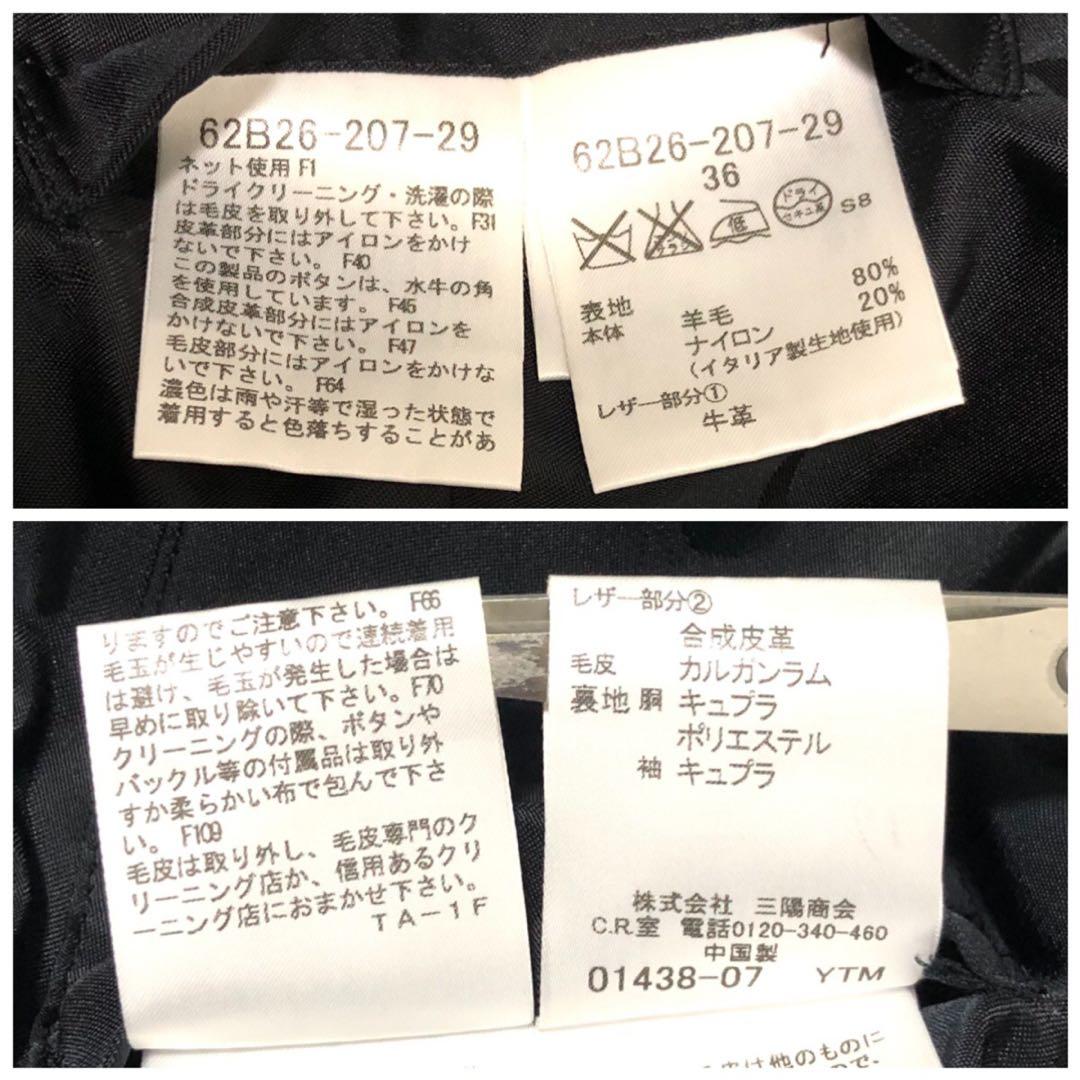 62B26-207-29
ネット使用 F1
ドライクリーニング・洗濯の際
は毛皮を取り外して下さい。F31
皮革部分にはアイロンをかけ
ないで下さい。 F40
この製品のボタンは、水牛の角
を使用しています。 F45
合成皮革部分にはアイロンを
かけないで下さい。 F47
毛皮部分にはアイロンをかけな
いで下さい。 F64
濃色は雨や汗等で湿った状態で
着用すると色落ちすることがあ
62B26-207-29
36
エンソ サラシ 低 ドライ セキユ系 S8
表地
本体 羊毛 80%
ナイロン 20%
(イタリア製生地使用)
レザー部分①
牛革
りますのでご注意下さい。 F66
毛玉が生じやすいので連続着用
は避け、毛玉が発生した場合は
早めに取り除いて下さい。F70
クリーニングの際、ボタンや
バックル等の付属品は取り外
すか柔らかい布で包んで下さ
い。 F109
毛皮は取り外し、毛皮専門のク
リーニング店か、信用あるクリ
ーニング店におまかせ下さい。
TA-1F
レザー部分②
合成皮革
毛皮 カルガンラム
裏地 胴 キュプラ
ポリエステル
袖 キュプラ
株式会社 三陽商会
C.R.室 電話0120-340-460
中国製
01438-07 YTM
皮は他のものに